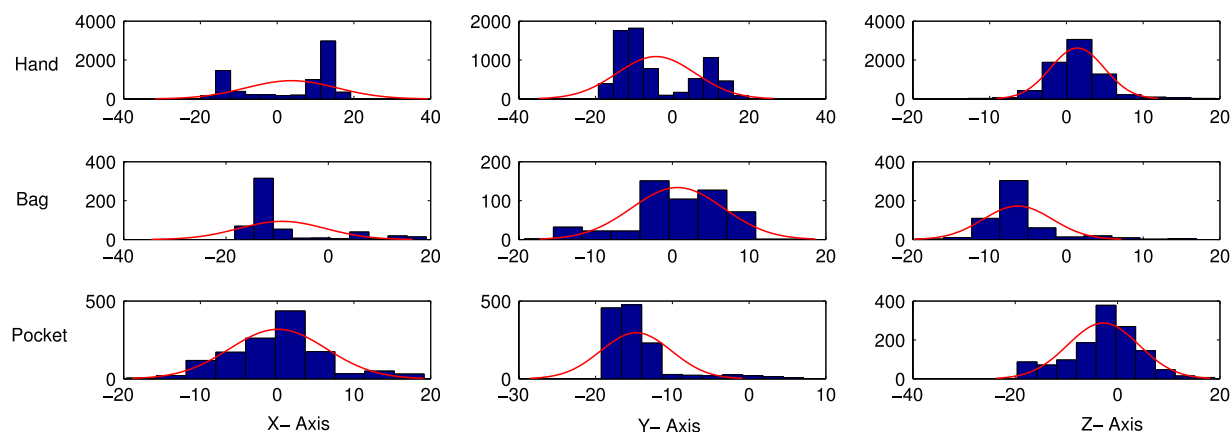 4000 2000 4000
Hand 2000 1000 2000
0 0 0
−40 −20 0 20 40 −40 −20 0 20 40 −20 −10 0 10 20
400 200 400
Bag 200 100 200
0 0 0
−40 −20 0 20 −20 −10 0 10 20 −20 −10 0 10 20
500 500 400
Pocket 200
0 0 0
−20 −10 0 10 20 −30 −20 −10 0 10 −40 −20 0 20
X− Axis Y− Axis Z− Axis